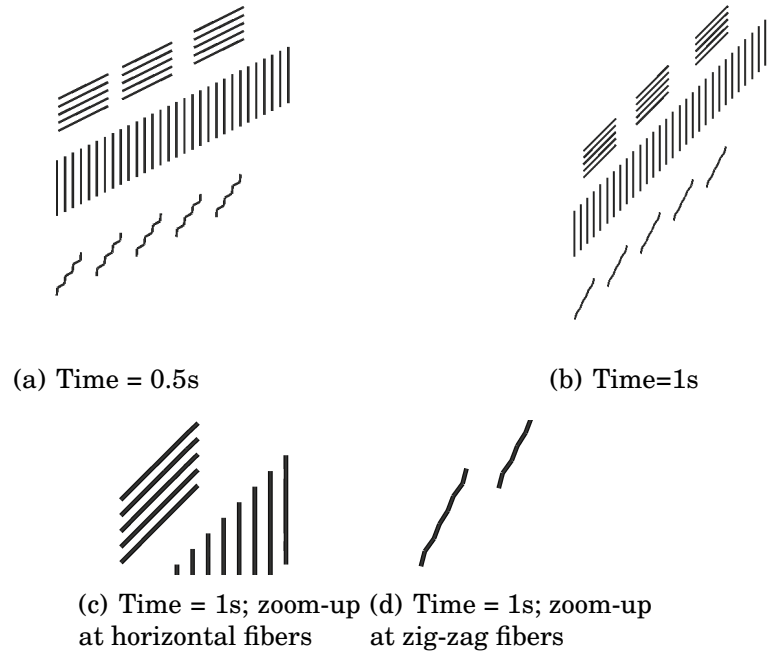 (a) Time = 0.5s
(b) Time=1s
(c) Time = 1s; zoom-up
at horizontal fibers
(d) Time = 1s; zoom-up
at zig-zag fibers